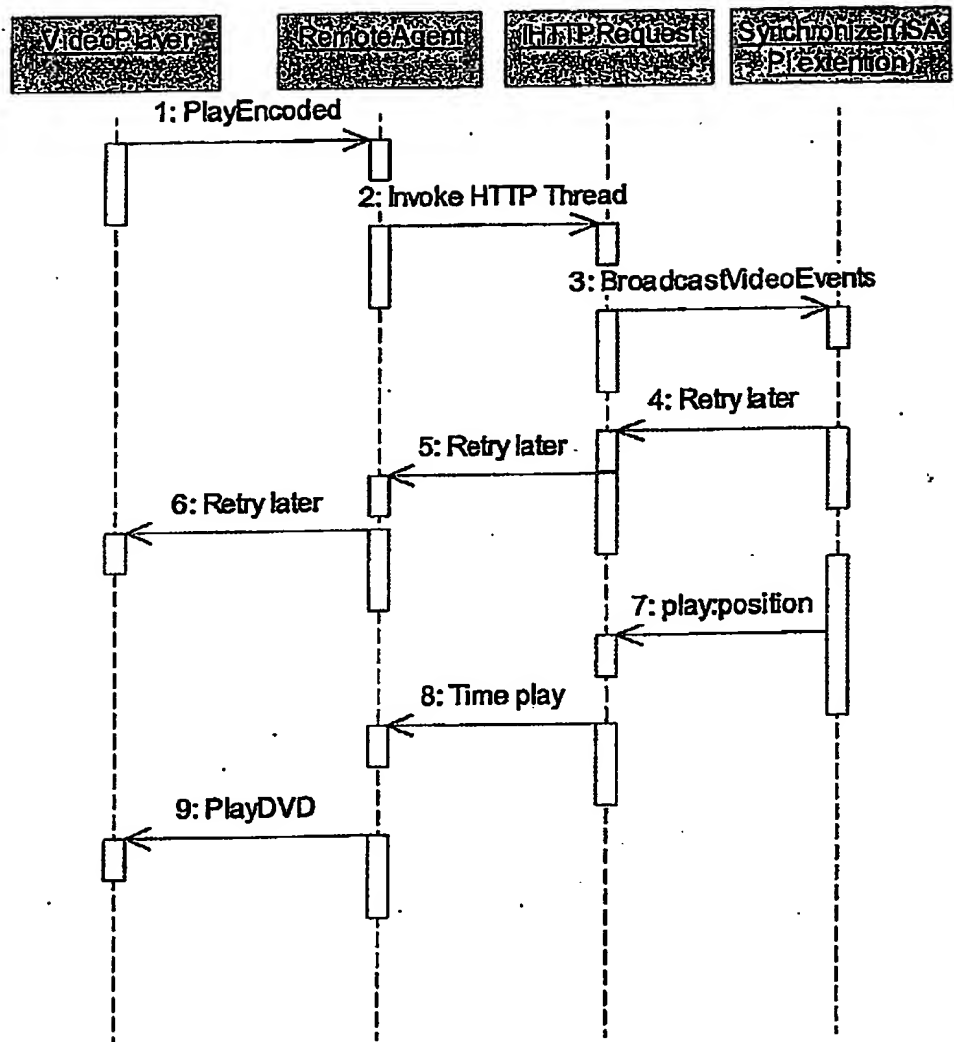 VideoPlayer
RemoteAgent
IHTTPRequest
Synchronizer(ISA
PI extention)
1: PlayEncoded
2: Invoke HTTP Thread
3: BroadcastVideoEvents
4: Retry later
5: Retry later
6: Retry later
7: play:position
8: Time play
9: PlayDVD